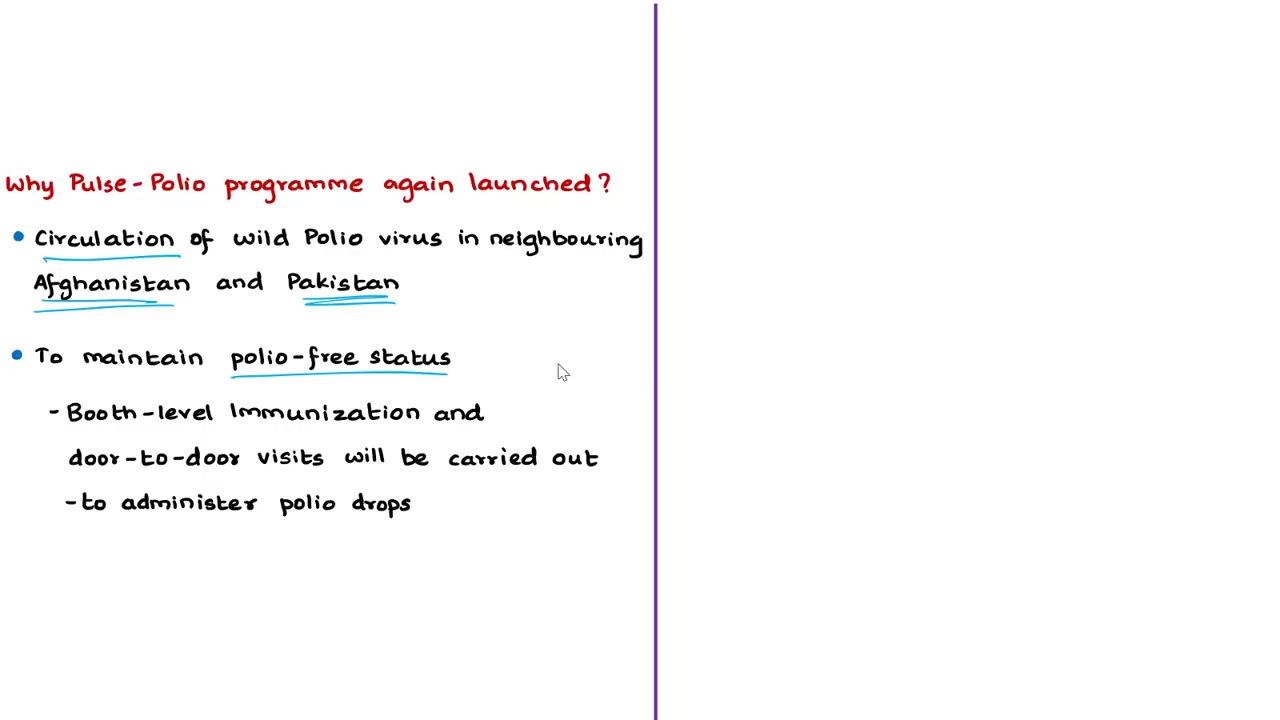 Why Pulse-Polio programme again launched?
• Circulation of wild Polio virus in neighbouring
Afghanistan and Pakistan
• To maintain polio-free status
- Booth-level Immunization and
door-to-door visits will be carried out
- to administer polio drops